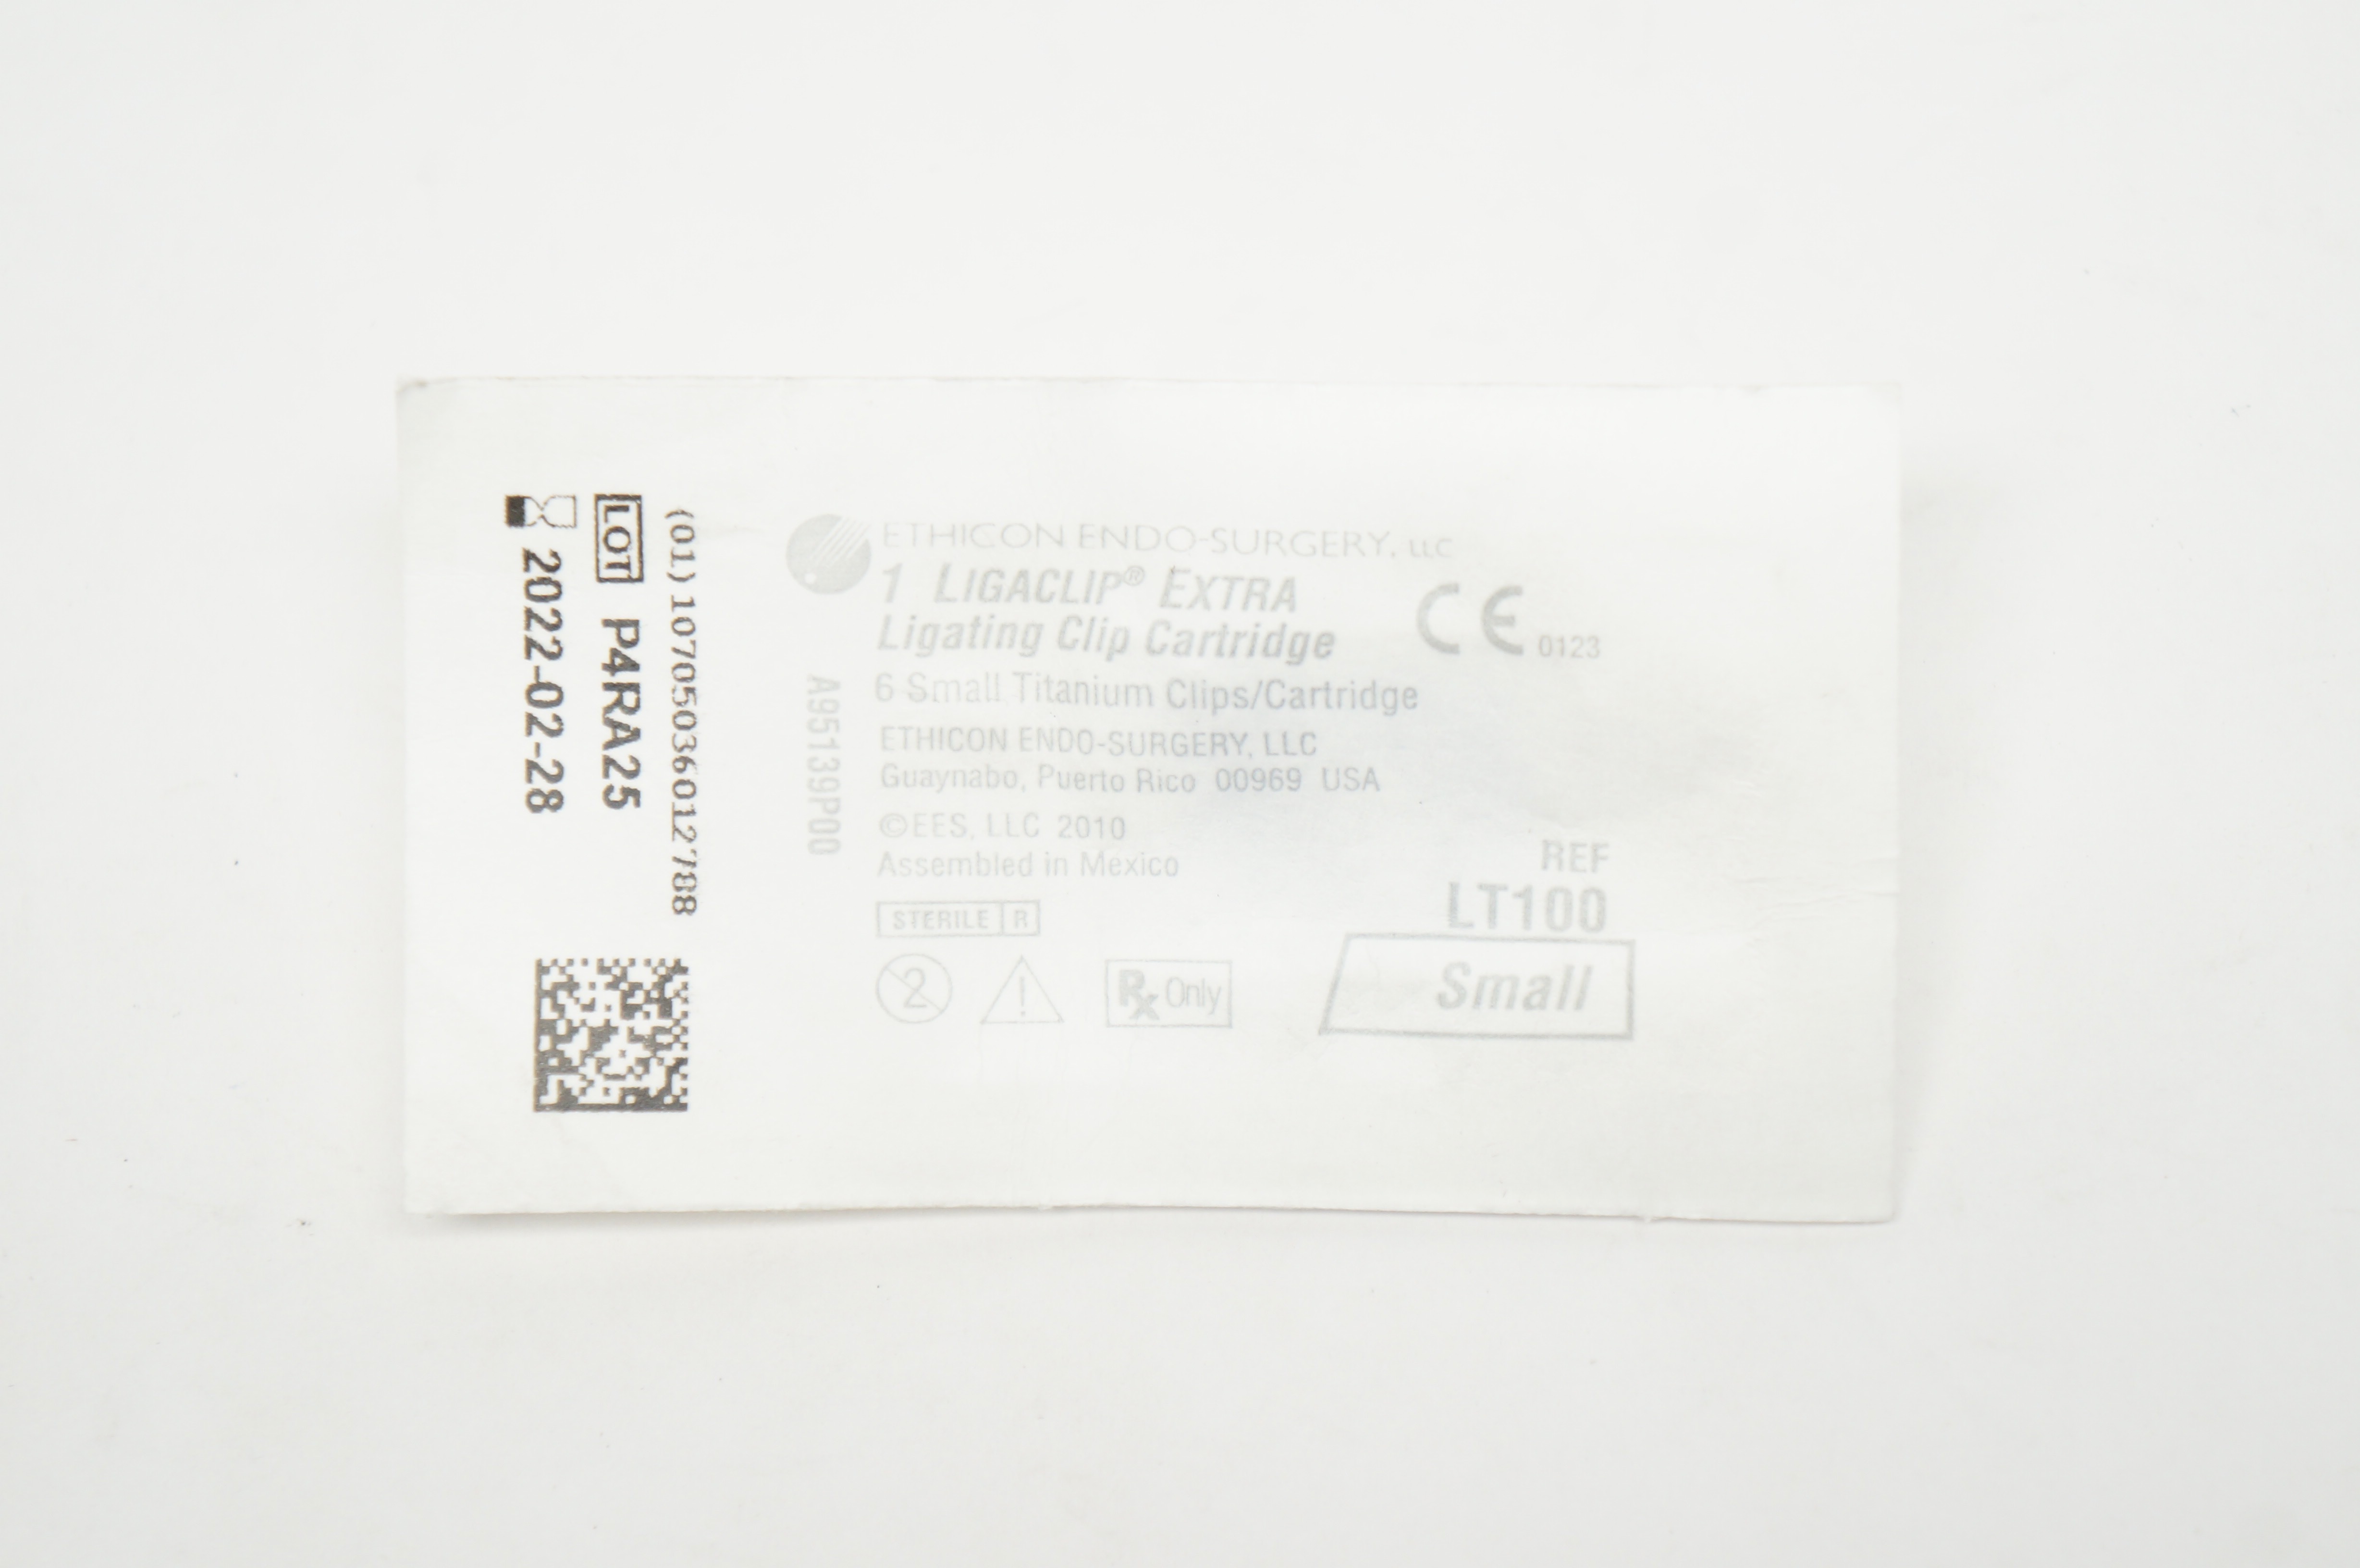 (01)10705036012788
LOT P4RA25
2022-02-28
ETHICON ENDO-SURGERY, LLC
1 LIGACLIP® EXTRA
Ligating Clip Cartridge
CE 0123
6 Small Titanium Clips/Cartridge
ETHICON ENDO-SURGERY, LLC
Guaynabo, Puerto Rico 00969 USA
©EES, LLC 2010
Assembled in Mexico
A95139P00
STERILE R
2
!
Rx Only
REF
LT100
Small